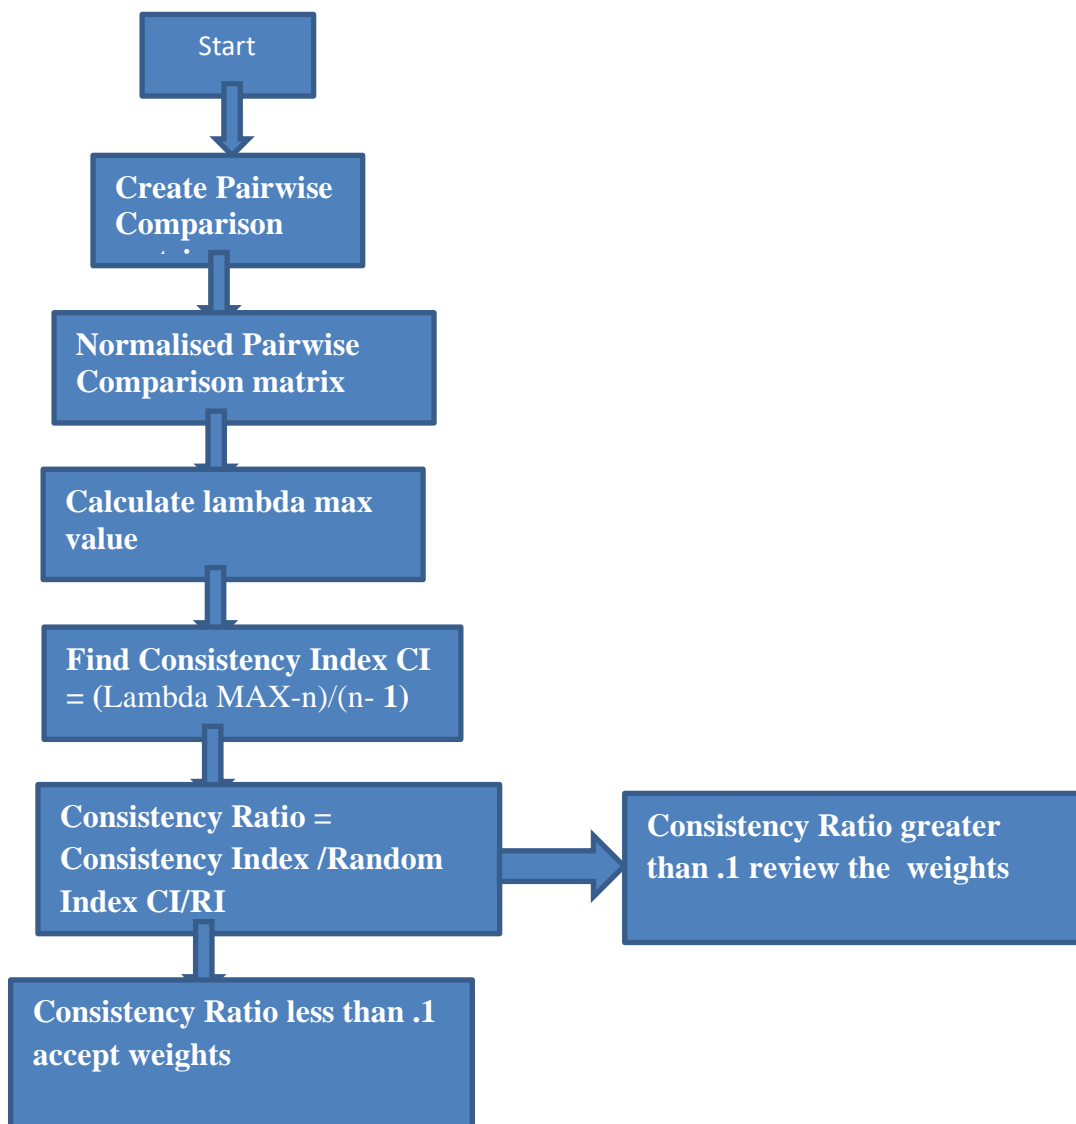 Start
Create Pairwise
Comparison
Normalised Pairwise
Comparison matrix
Calculate lambda max
value
Find Consistency Index CI
= (Lambda MAX-n)/(n- 1)
Consistency Ratio =
Consistency Index /Random
Index CI/RI
Consistency Ratio greater
than .1 review the weights
Consistency Ratio less than .1
accept weights